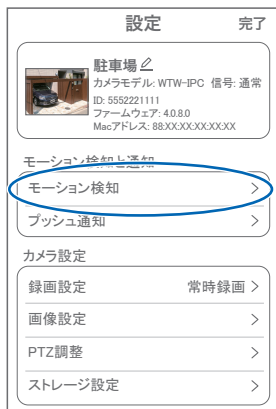 設定 完了
駐車場
カメラモデル: WTW-IPC 信号: 通常
ID: 5552221111
ファームウェア: 4.0.8.0
Macアドレス: 88:XX:XX:XX:XX:XX
モーション検知と通知
モーション検知
プッシュ通知
カメラ設定
録画設定 常時録画
画像設定
PTZ調整
ストレージ設定